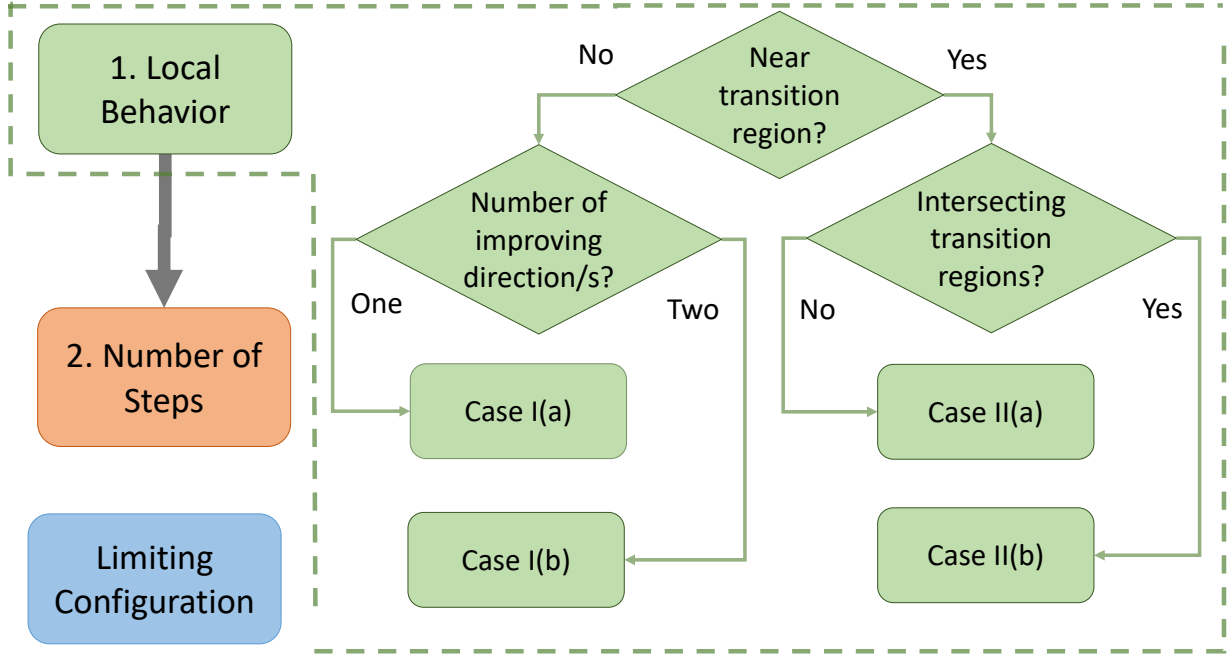 1. Local
Behavior
2. Number of
Steps
Limiting
Configuration
No
Near
transition
region?
Yes
Number of
improving
direction/s?
Intersecting
transition
regions?
One
Two
No
Yes
Case I(a)
Case II(a)
Case I(b)
Case II(b)